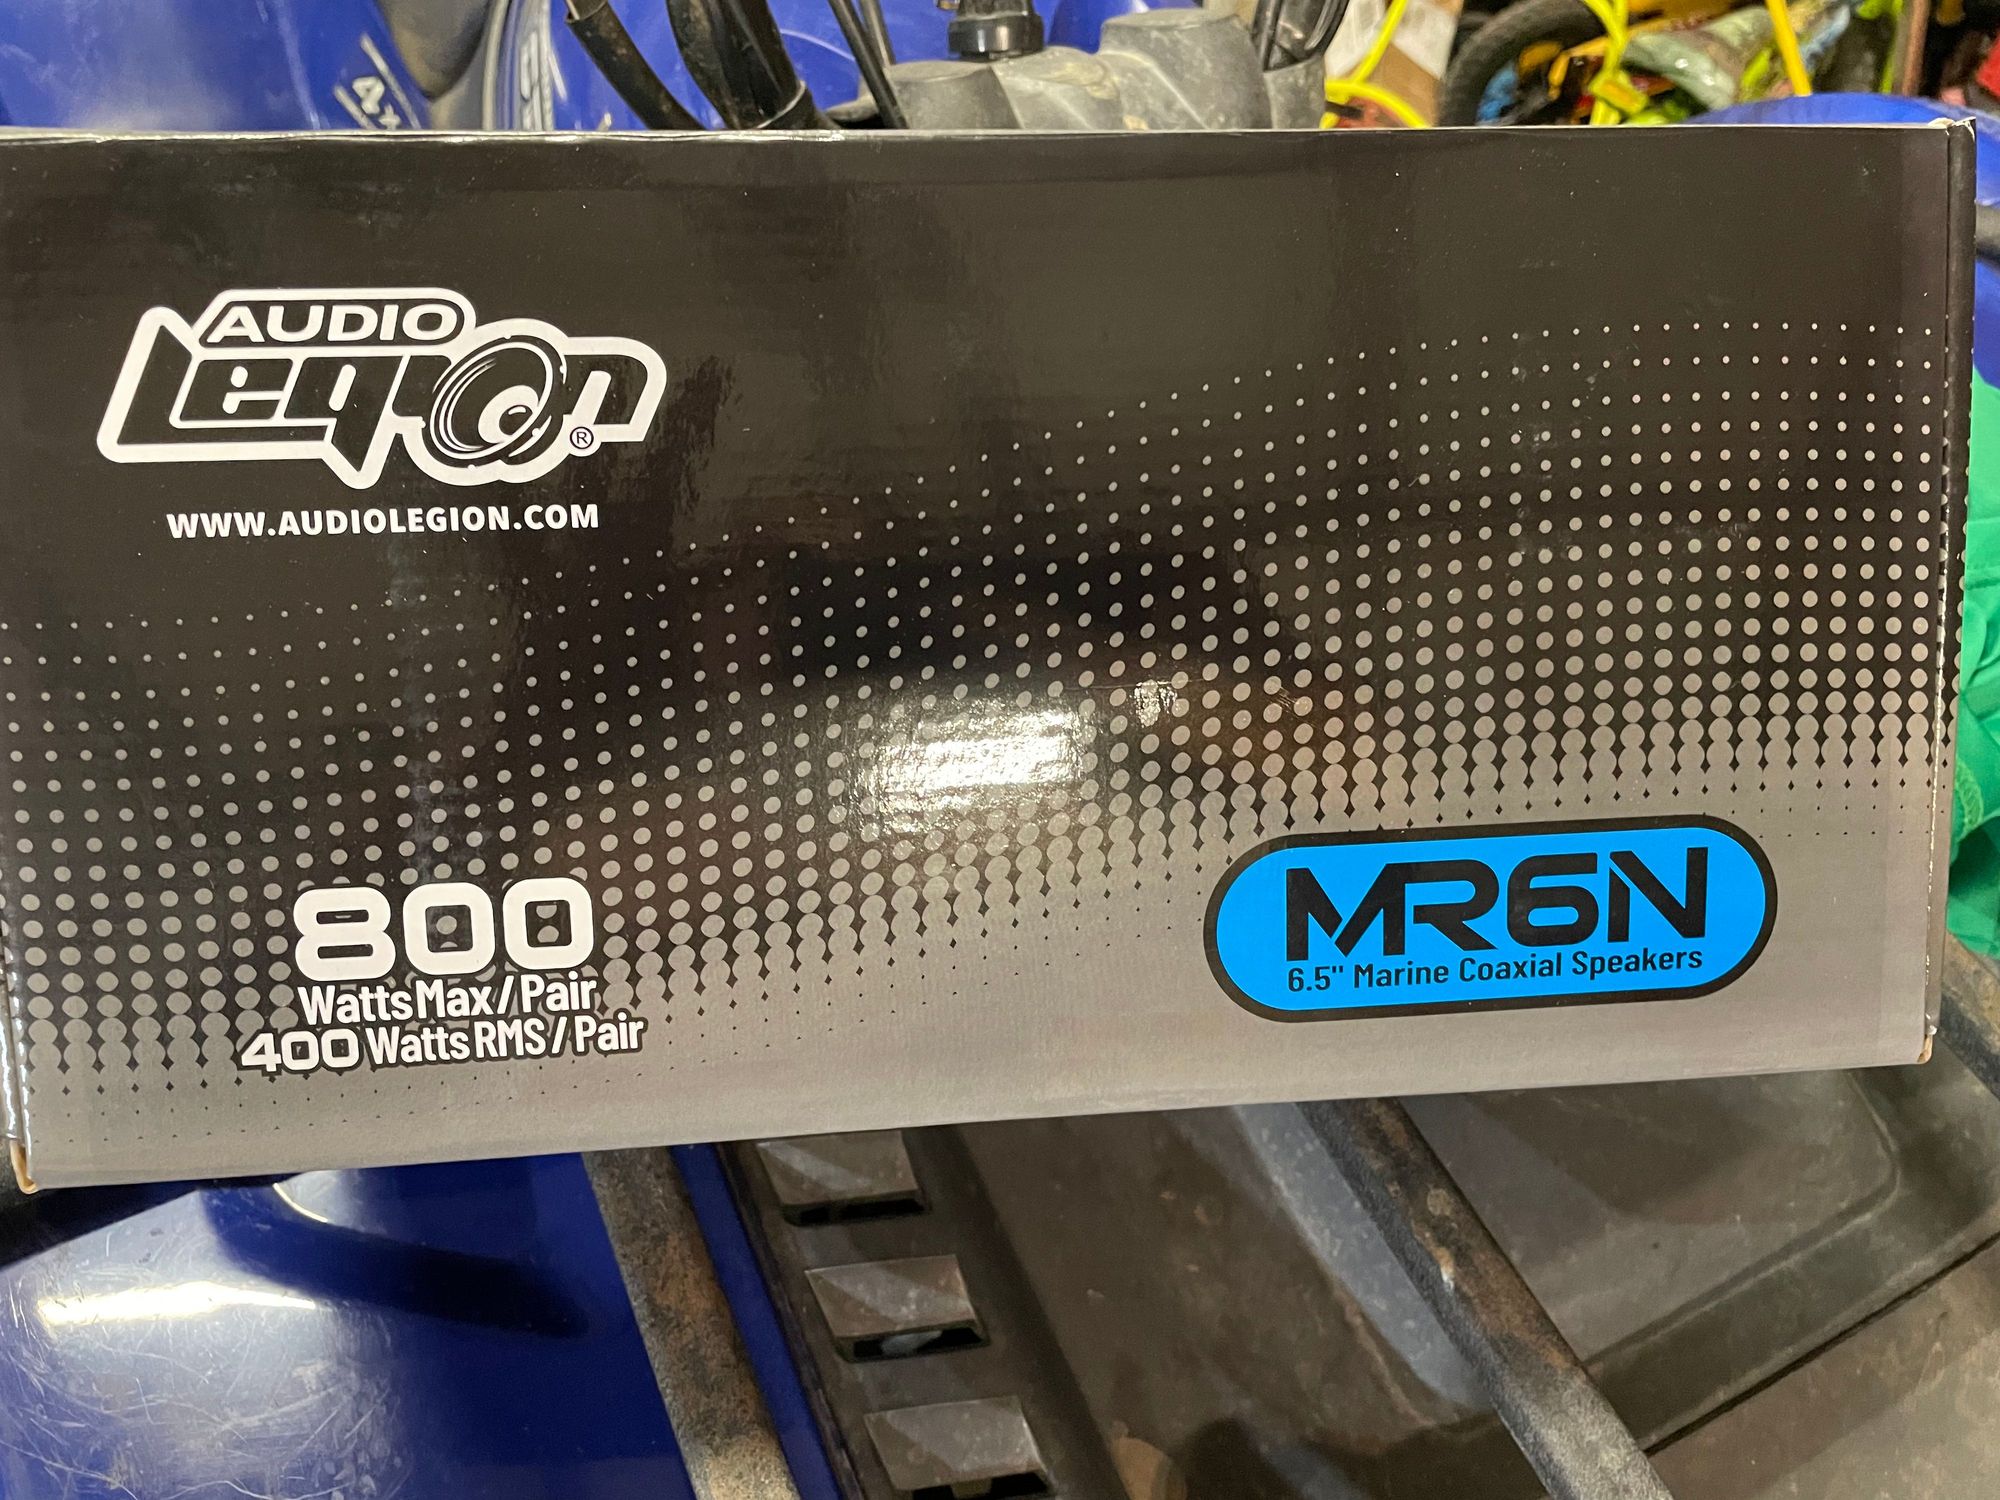 4x
AUDIO
Legion
®
WWW.AUDIOLEGION.COM
800
Watts Max / Pair
400 Watts RMS / Pair
MR6N
6.5" Marine Coaxial Speakers